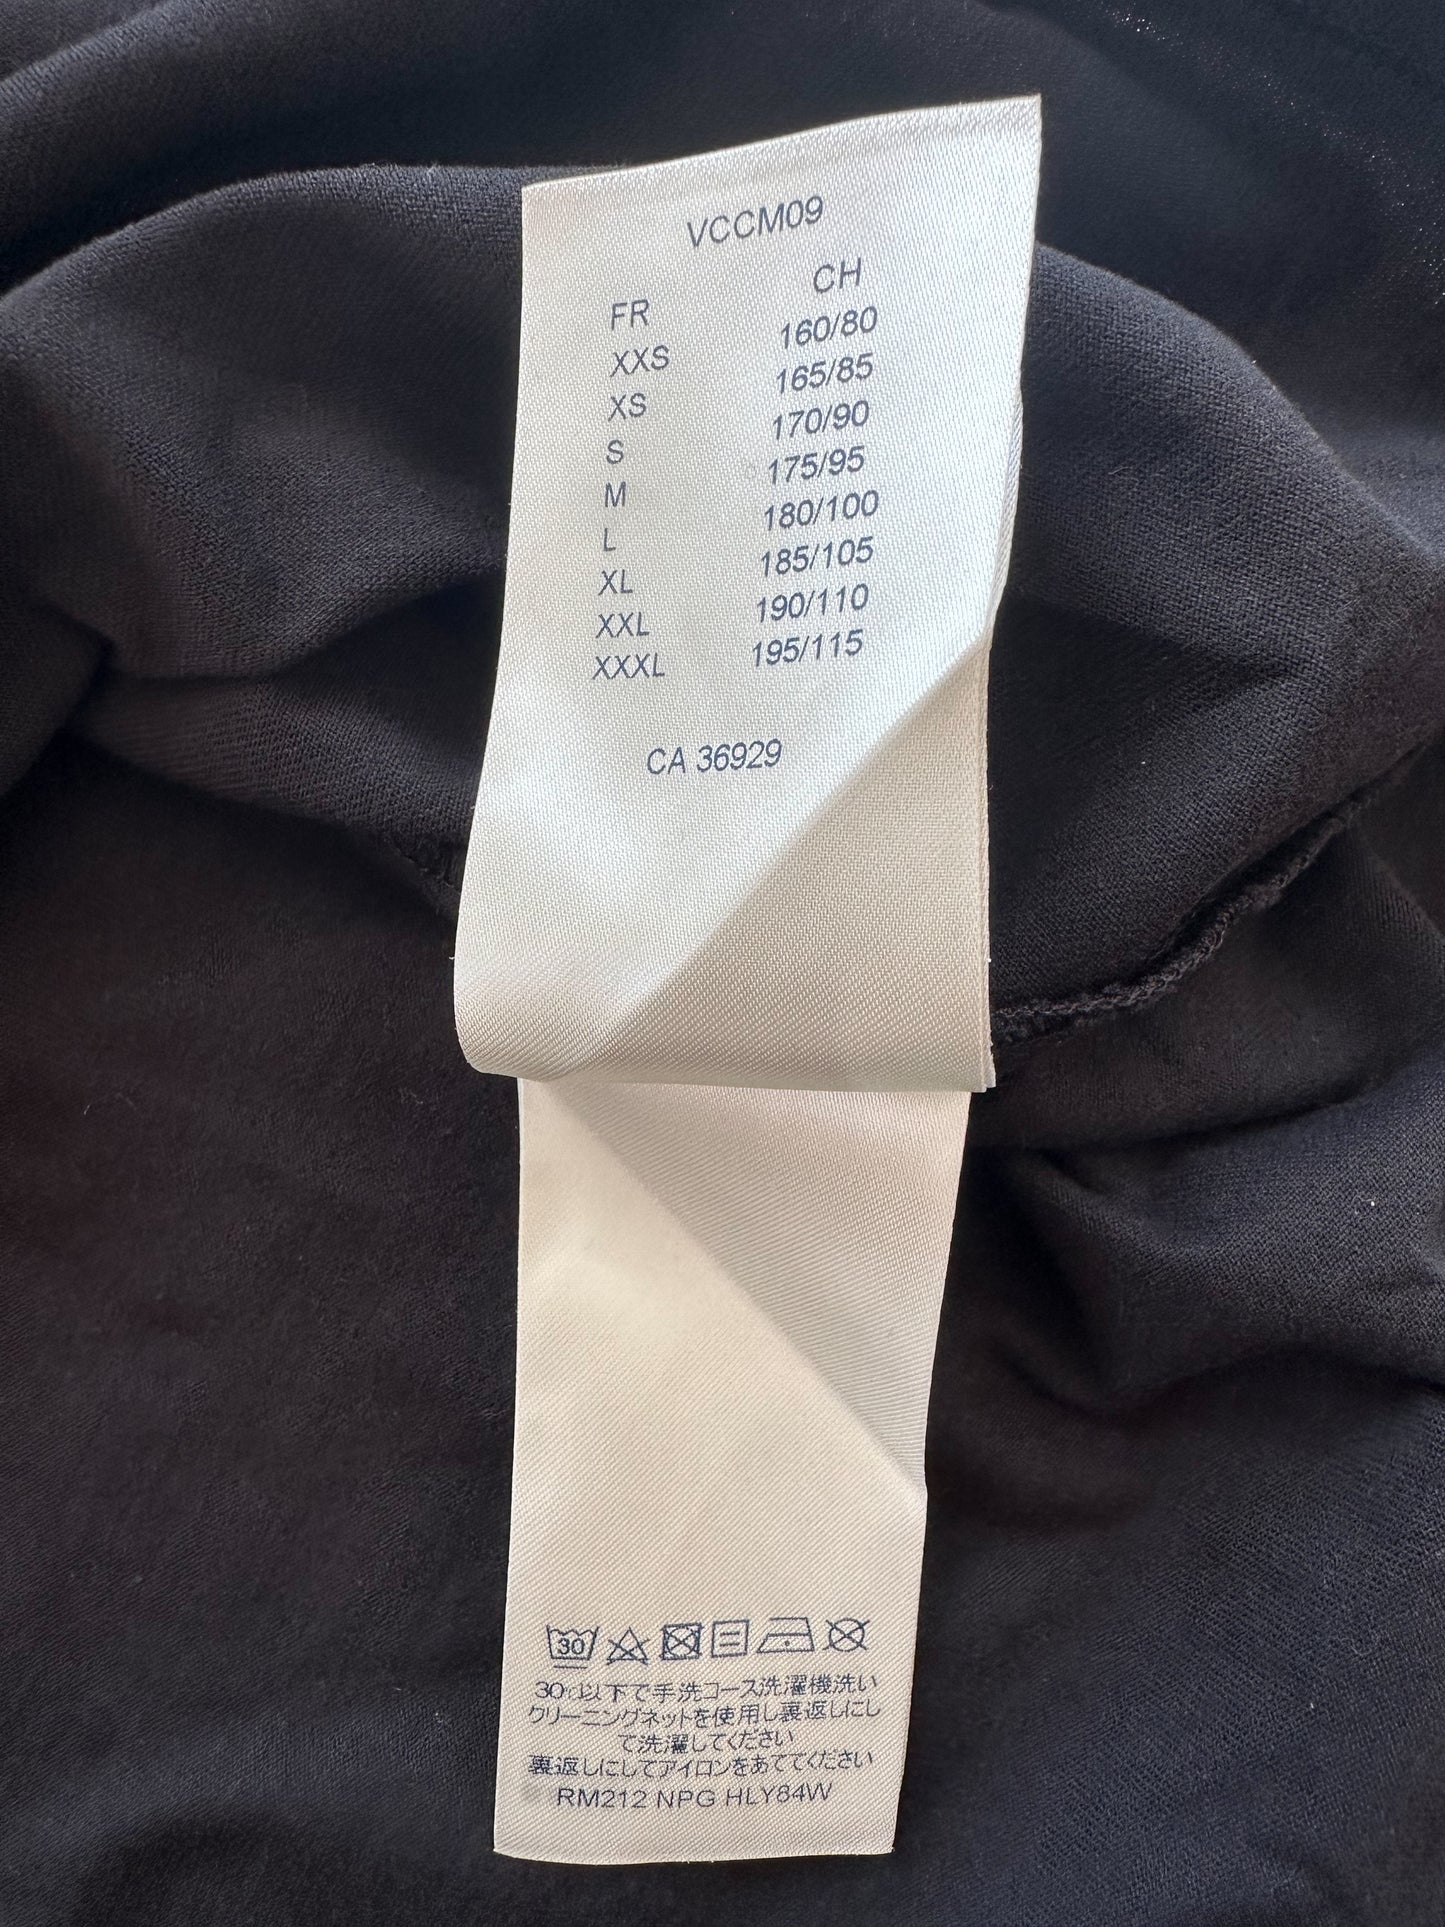 VCCM09
FR CH
XXS 160/80
XS 165/85
S 170/90
M 175/95
L 180/100
XL 185/105
XXL 190/110
XXXL 195/115
CA 36929
30
30℃以下で手洗コース洗濯機洗い
クリーニングネットを使用し裏返しにし
て洗濯してください
裏返しにしてアイロンをあててください
RM212 NPG HLY84W